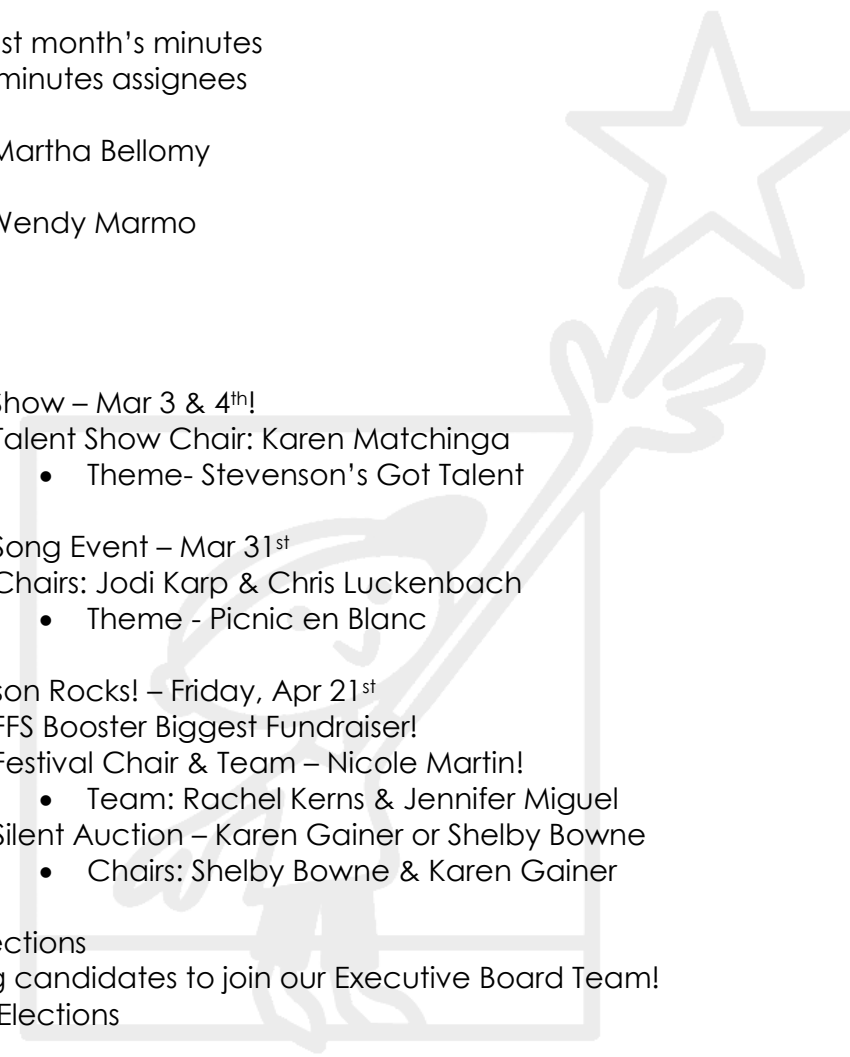 st month’s minutes
minutes assignees
Martha Bellomy
Wendy Marmo
Show – Mar 3 & 4th!
Talent Show Chair: Karen Matchinga
• Theme- Stevenson’s Got Talent
Song Event – Mar 31st
Chairs: Jodi Karp & Chris Luckenbach
• Theme - Picnic en Blanc
son Rocks! – Friday, Apr 21st
FFS Booster Biggest Fundraiser!
Festival Chair & Team – Nicole Martin!
• Team: Rachel Kerns & Jennifer Miguel
Silent Auction – Karen Gainer or Shelby Bowne
• Chairs: Shelby Bowne & Karen Gainer
ections
g candidates to join our Executive Board Team!
Elections